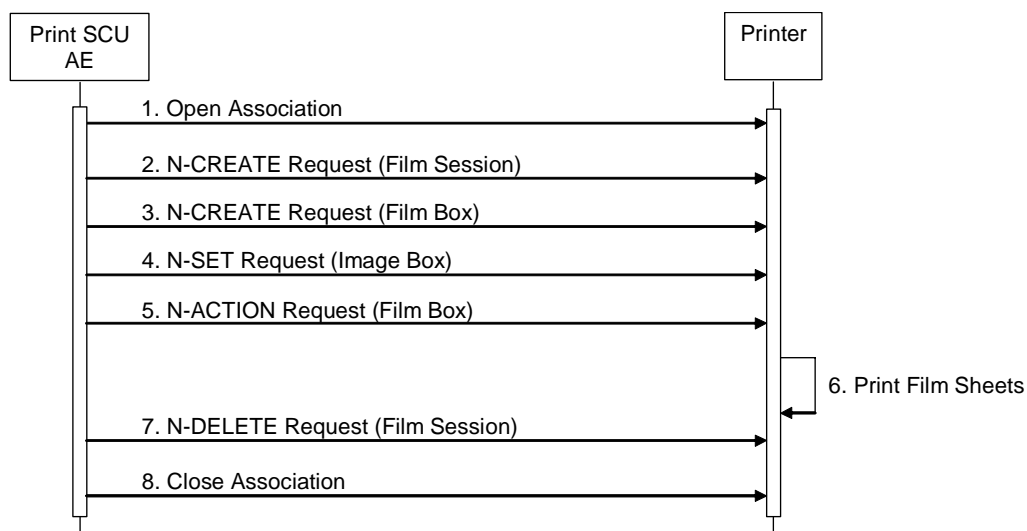 Print SCU
AE
Printer
1. Open Association
2. N-CREATE Request (Film Session)
3. N-CREATE Request (Film Box)
4. N-SET Request (Image Box)
5. N-ACTION Request (Film Box)
6. Print Film Sheets
7. N-DELETE Request (Film Session)
8. Close Association